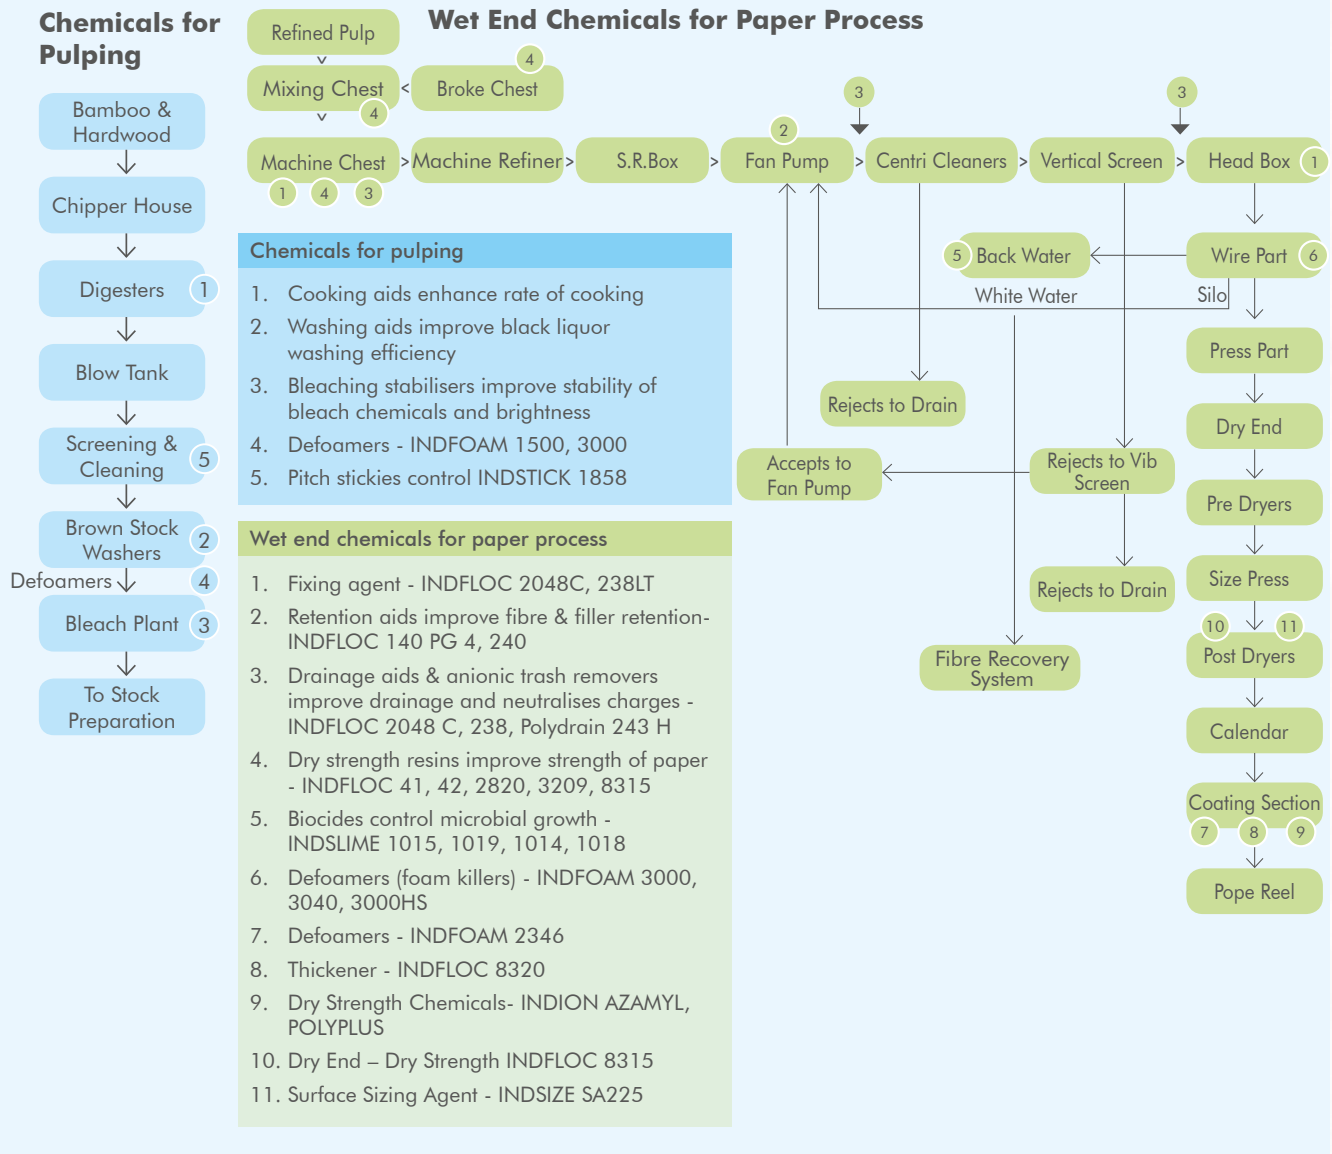 Chemicals for
Pulping
Bamboo &
Hardwood
Chipper House
Digesters
1
Blow Tank
Screening &
Cleaning
5
Brown Stock
Washers
2
Defoamers
4
Bleach Plant
3
To Stock
Preparation
Wet End Chemicals for Paper Process
Refined Pulp
4
Mixing Chest
Broke Chest
4
3
3
2
Machine Chest
Machine Refiner
S.R.Box
Fan Pump
Centri Cleaners
Vertical Screen
Head Box
1
1
4
3
5
Back Water
Wire Part
6
White Water
Silo
Press Part
Rejects to Drain
Dry End
Accepts to
Fan Pump
Rejects to Vib
Screen
Pre Dryers
Rejects to Drain
Size Press
10
11
Fibre Recovery
System
Post Dryers
Calendar
Coating Section
7
8
9
Pope Reel
Chemicals for pulping
1. Cooking aids enhance rate of cooking
2. Washing aids improve black liquor
washing efficiency
3. Bleaching stabilisers improve stability of
bleach chemicals and brightness
4. Defoamers - INDFOAM 1500, 3000
5. Pitch stickies control INDSTICK 1858
Wet end chemicals for paper process
1. Fixing agent - INDFLOC 2048C, 238LT
2. Retention aids improve fibre & filler retention-
INDFLOC 140 PG 4, 240
3. Drainage aids & anionic trash removers
improve drainage and neutralises charges -
INDFLOC 2048 C, 238, Polydrain 243 H
4. Dry strength resins improve strength of paper
- INDFLOC 41, 42, 2820, 3209, 8315
5. Biocides control microbial growth -
INDSLIME 1015, 1019, 1014, 1018
6. Defoamers (foam killers) - INDFOAM 3000,
3040, 3000HS
7. Defoamers - INDFOAM 2346
8. Thickener - INDFLOC 8320
9. Dry Strength Chemicals- INDION AZAMYL,
POLYPLUS
10. Dry End – Dry Strength INDFLOC 8315
11. Surface Sizing Agent - INDSIZE SA225